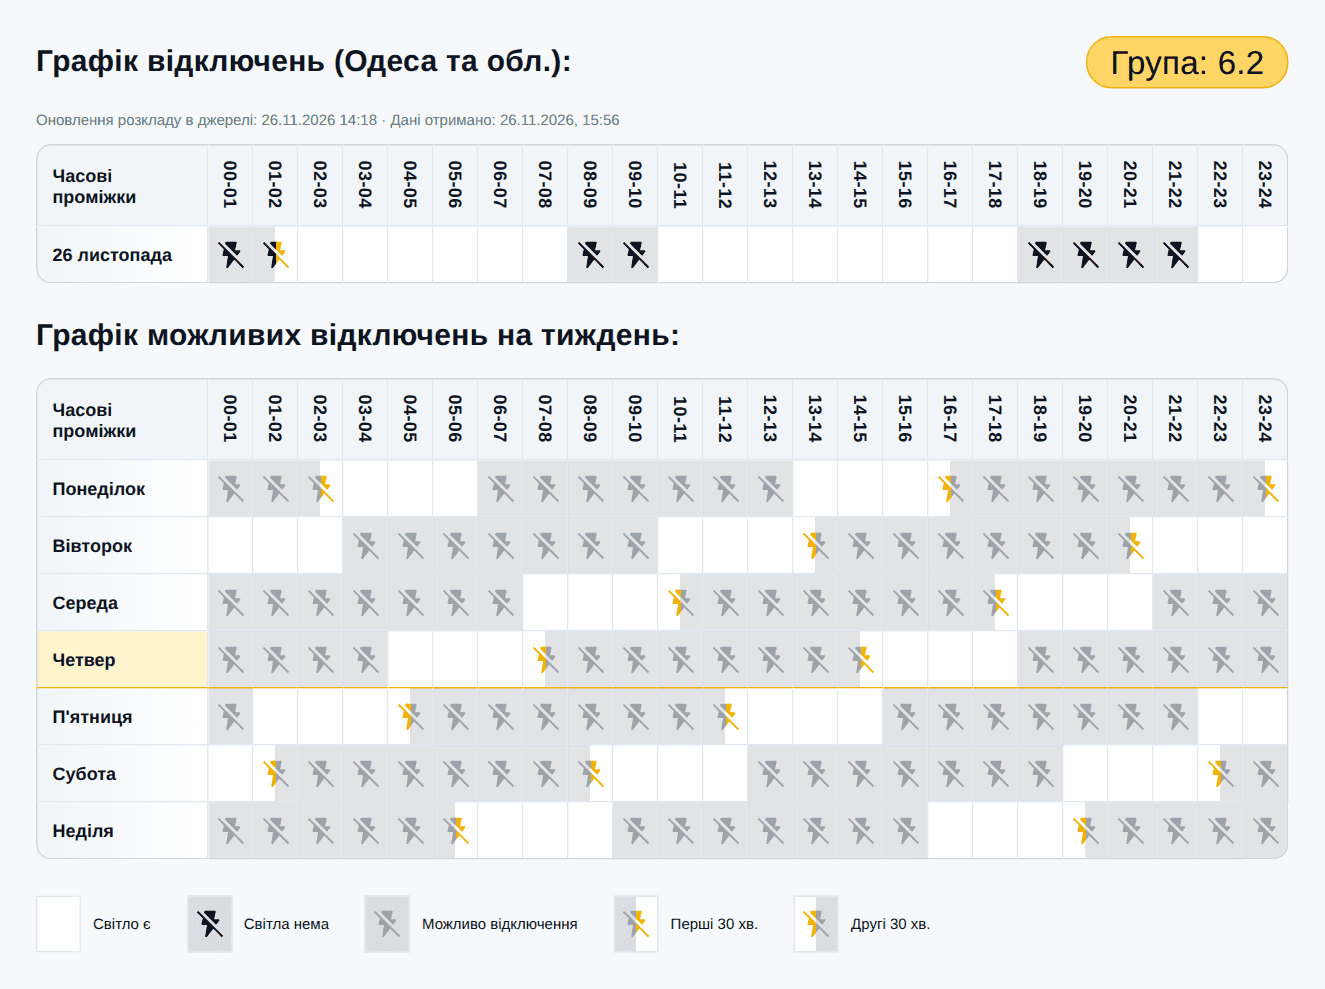 Графік відключень (Одеса та обл.):
Група: 6.2
Оновлення розкладу в джерелі: 26.11.2026 14:18 · Дані отримано: 26.11.2026, 15:56
Часові
проміжки
00-01 01-02 02-03 03-04 04-05 05-06 06-07 07-08 08-09 09-10 10-11 11-12 12-13 13-14 14-15 15-16 16-17 17-18 18-19 19-20 20-21 21-22 22-23 23-24
26 листопада
Графік можливих відключень на тиждень:
Часові
проміжки
00-01 01-02 02-03 03-04 04-05 05-06 06-07 07-08 08-09 09-10 10-11 11-12 12-13 13-14 14-15 15-16 16-17 17-18 18-19 19-20 20-21 21-22 22-23 23-24
Понеділок
Вівторок
Середа
Четвер
П'ятниця
Субота
Неділя
Світло є
Світла нема
Можливо відключення
Перші 30 хв.
Другі 30 хв.